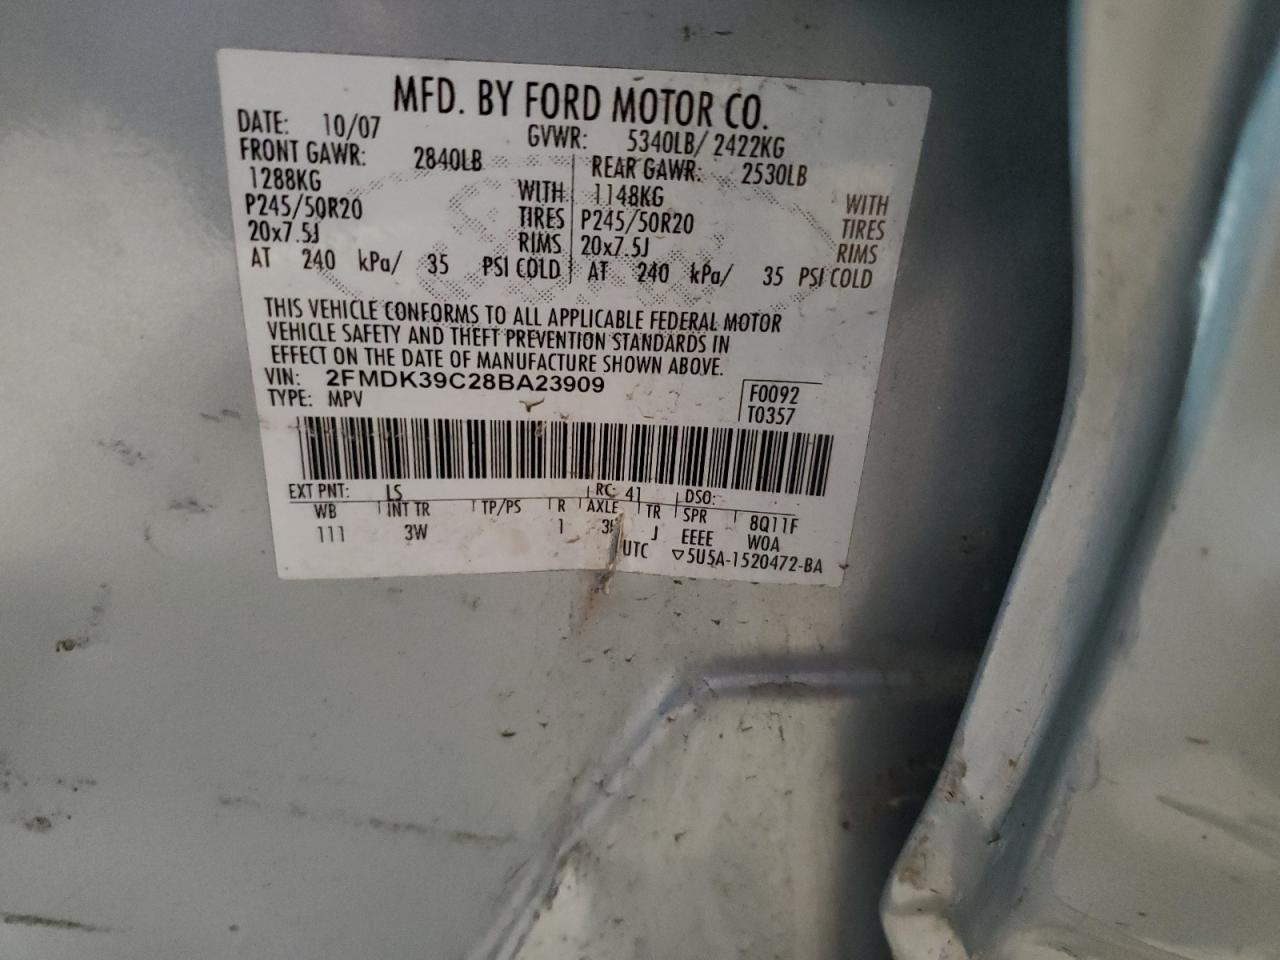 MFD. BY FORD MOTOR CO.
DATE: 10/07 GVWR: 5340LB/ 2422KG
FRONT GAWR: 2840LB REAR GAWR: 2530LB
1288KG WITH 1148KG WITH
P245/50R20 TIRES P245/50R20 TIRES
20x7.5J RIMS 20x7.5J RIMS
AT 240 kPa/ 35 PSI COLD AT 240 kPa/ 35 PSI COLD
THIS VEHICLE CONFORMS TO ALL APPLICABLE FEDERAL MOTOR
VEHICLE SAFETY AND THEFT PREVENTION STANDARDS IN
EFFECT ON THE DATE OF MANUFACTURE SHOWN ABOVE.
VIN: 2FMDK39C28BA23909 F0092
TYPE: MPV T0357
EXT PNT: LS RC: 41 DSO:
WB INT TR TP/PS R AXLE TR SPR 8Q11F
111 3W 1 J EEEE W0A
UTC ▽5U5A-1520472-BA